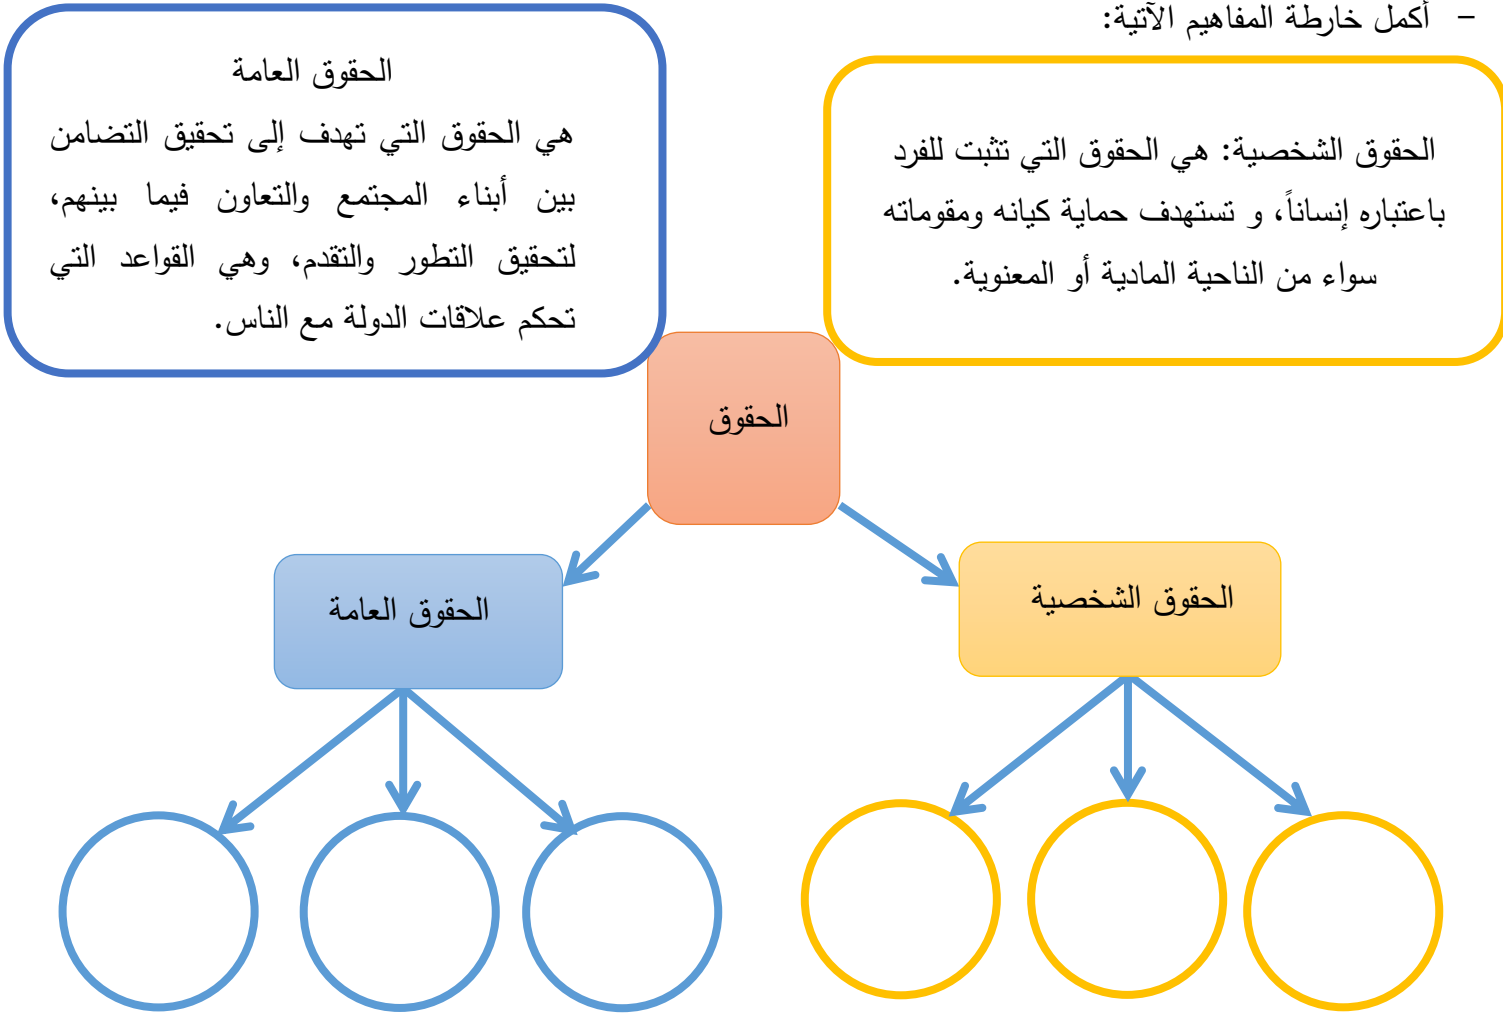 - أكمل خارطة المفاهيم الآتية:
الحقوق الشخصية: هي الحقوق التي تثبت للفرد
باعتباره إنساناً، و تستهدف حماية كيانه ومقوماته
سواء من الناحية المادية أو المعنوية.
الحقوق العامة
هي الحقوق التي تهدف إلى تحقيق التضامن
بين أبناء المجتمع والتعاون فيما بينهم،
لتحقيق التطور والتقدم، وهي القواعد التي
تحكم علاقات الدولة مع الناس.
الحقوق
الحقوق الشخصية
الحقوق العامة